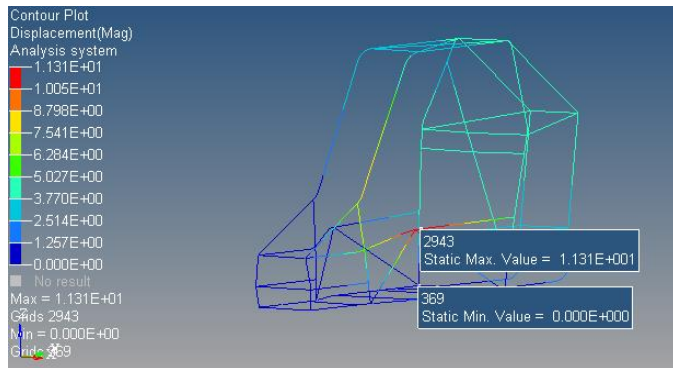 Contour Plot
Displacement(Mag)
Analysis system
1.131E+01
1.005E+01
8.798E+00
7.541E+00
6.284E+00
5.027E+00
3.770E+00
2.514E+00
1.257E+00
0.000E+00
No result
Max = 1.131E+01
Grids 2943
Min = 0.000E+00
Grids 369
Z
X
2943
Static Max. Value = 1.131E+001
369
Static Min. Value = 0.000E+000